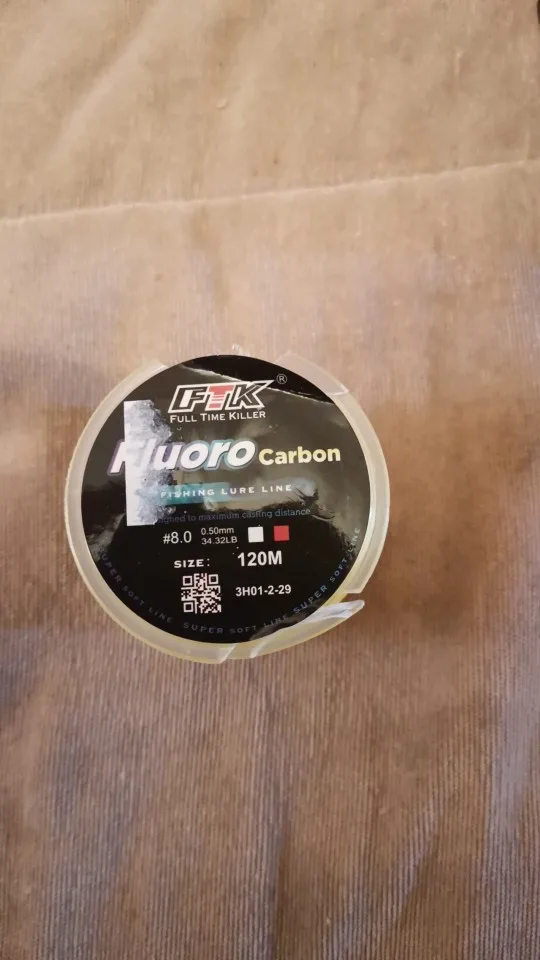 FTK ®
FULL TIME KILLER
Fluoro Carbon
FISHING LURE LINE
to maximum casting distance
#8.0 0.50mm
34.32LB
SIZE: 120M
3H01-2-29
SUPER SOFT LINE SUPER SOFT LINE SUPER SOFT LINE